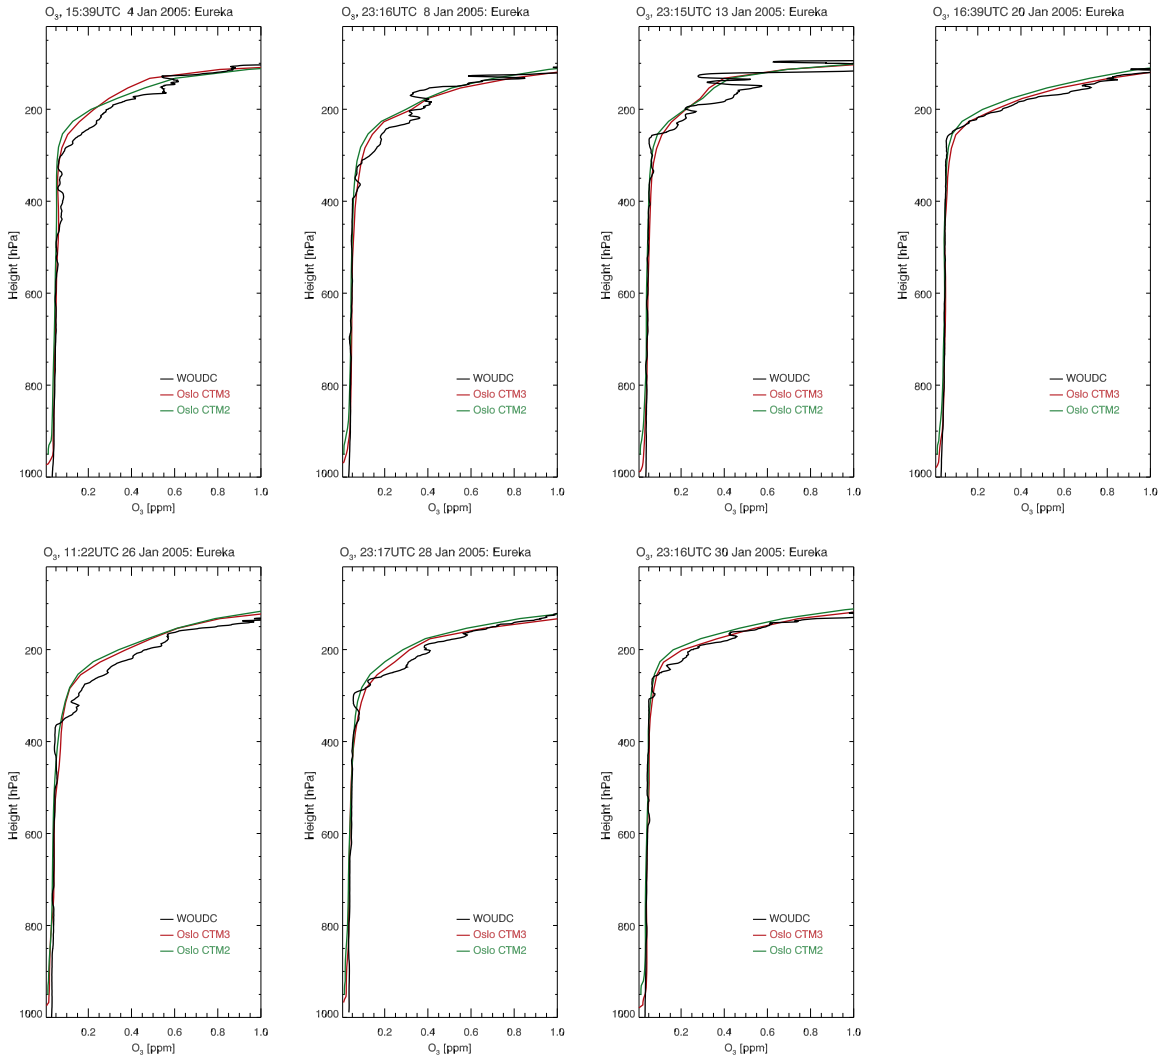 O3, 15:39UTC 4 Jan 2005: Eureka
200
400
600
800
1000
Height [hPa]
WOUDC
Oslo CTM3
Oslo CTM2
0.2 0.4 0.6 0.8 1.0
O3 [ppm]
O3, 23:16UTC 8 Jan 2005: Eureka
200
400
600
800
1000
Height [hPa]
WOUDC
Oslo CTM3
Oslo CTM2
0.2 0.4 0.6 0.8 1.0
O3 [ppm]
O3, 23:15UTC 13 Jan 2005: Eureka
200
400
600
800
1000
Height [hPa]
WOUDC
Oslo CTM3
Oslo CTM2
0.2 0.4 0.6 0.8 1.0
O3 [ppm]
O3, 16:39UTC 20 Jan 2005: Eureka
200
400
600
800
1000
Height [hPa]
WOUDC
Oslo CTM3
Oslo CTM2
0.2 0.4 0.6 0.8 1.0
O3 [ppm]
O3, 11:22UTC 26 Jan 2005: Eureka
200
400
600
800
1000
Height [hPa]
WOUDC
Oslo CTM3
Oslo CTM2
0.2 0.4 0.6 0.8 1.0
O3 [ppm]
O3, 23:17UTC 28 Jan 2005: Eureka
200
400
600
800
1000
Height [hPa]
WOUDC
Oslo CTM3
Oslo CTM2
0.2 0.4 0.6 0.8 1.0
O3 [ppm]
O3, 23:16UTC 30 Jan 2005: Eureka
200
400
600
800
1000
Height [hPa]
WOUDC
Oslo CTM3
Oslo CTM2
0.2 0.4 0.6 0.8 1.0
O3 [ppm]